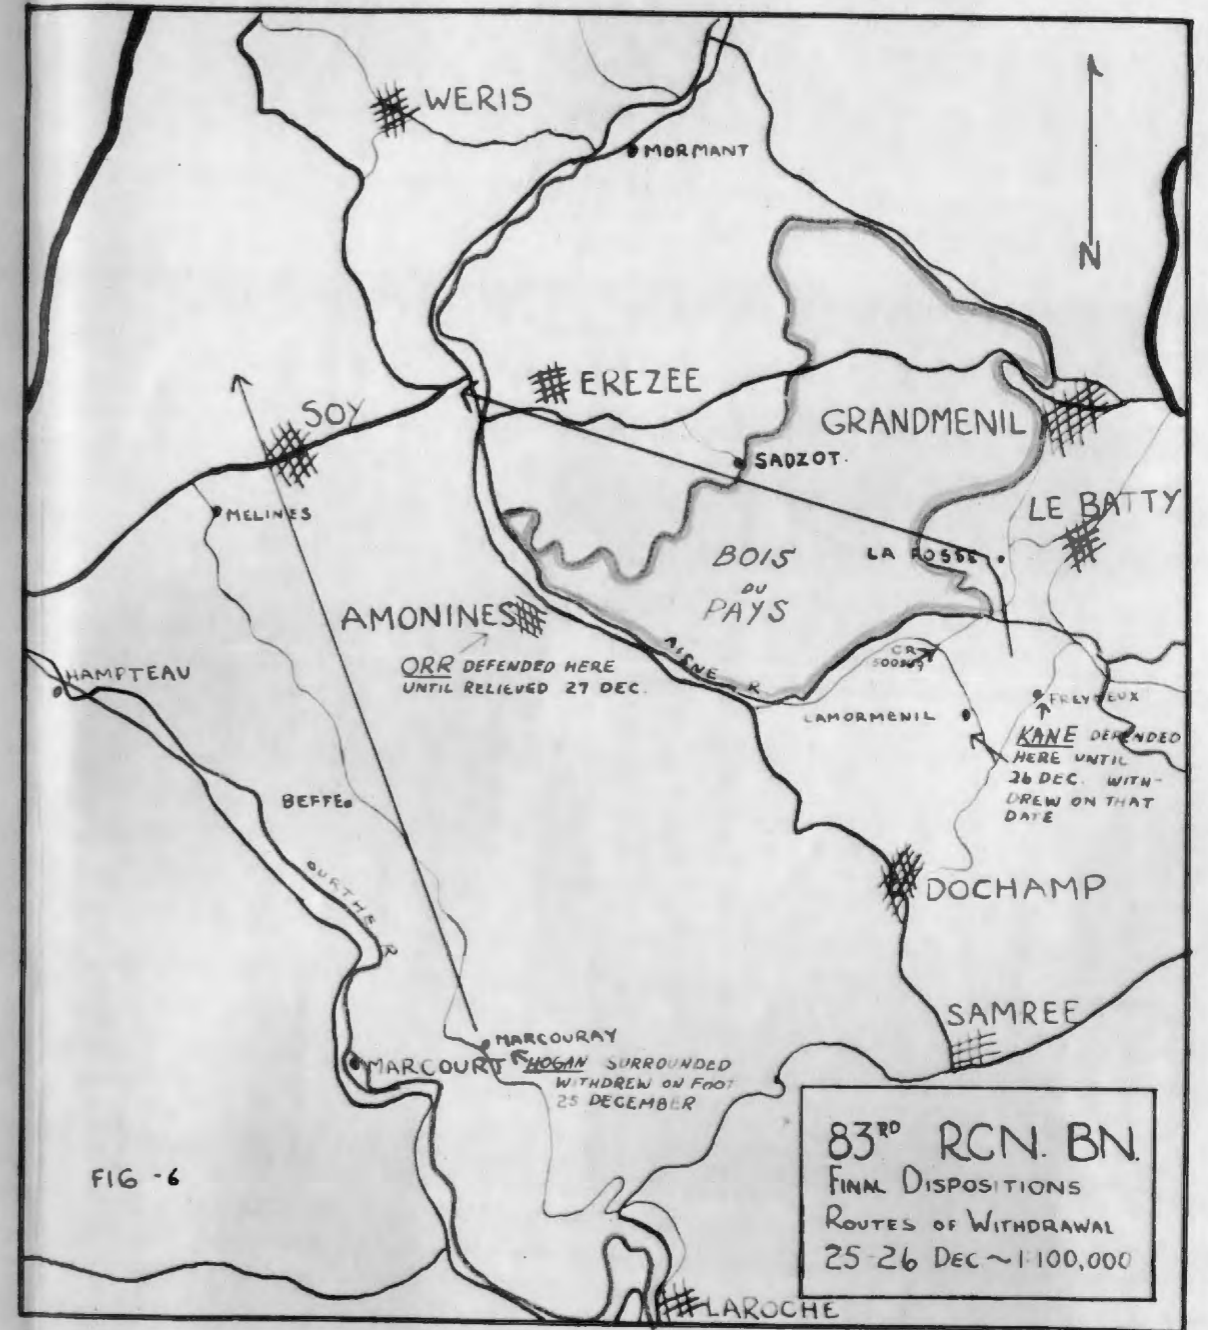 WERIS
MORMANT
N
EREZEE
SOY
GRANDMENIL
SADZOT.
MELINES
LE BATTY
BOIS
DU
PAYS
AMONINES
AISNE R
ORR DEFENDED HERE
UNTIL RELIEVED 27 DEC.
CR
HAMPTEAU
LAMORMENIL
FREYNEUX
KANE DEFENDED
HERE UNTIL
26 DEC. WITH-
DREW ON THAT
DATE
BEFFE
OURTHE R
DOCHAMP
SAMREE
MARCOURAY
MARCOURT
HOGAN SURROUNDED
WITHDREW ON FOOT
25 DECEMBER
FIG -6
83RD RCN. BN.
FINAL DISPOSITIONS
ROUTES OF WITHDRAWAL
25-26 DEC ~ 1:100,000
LAROCHE